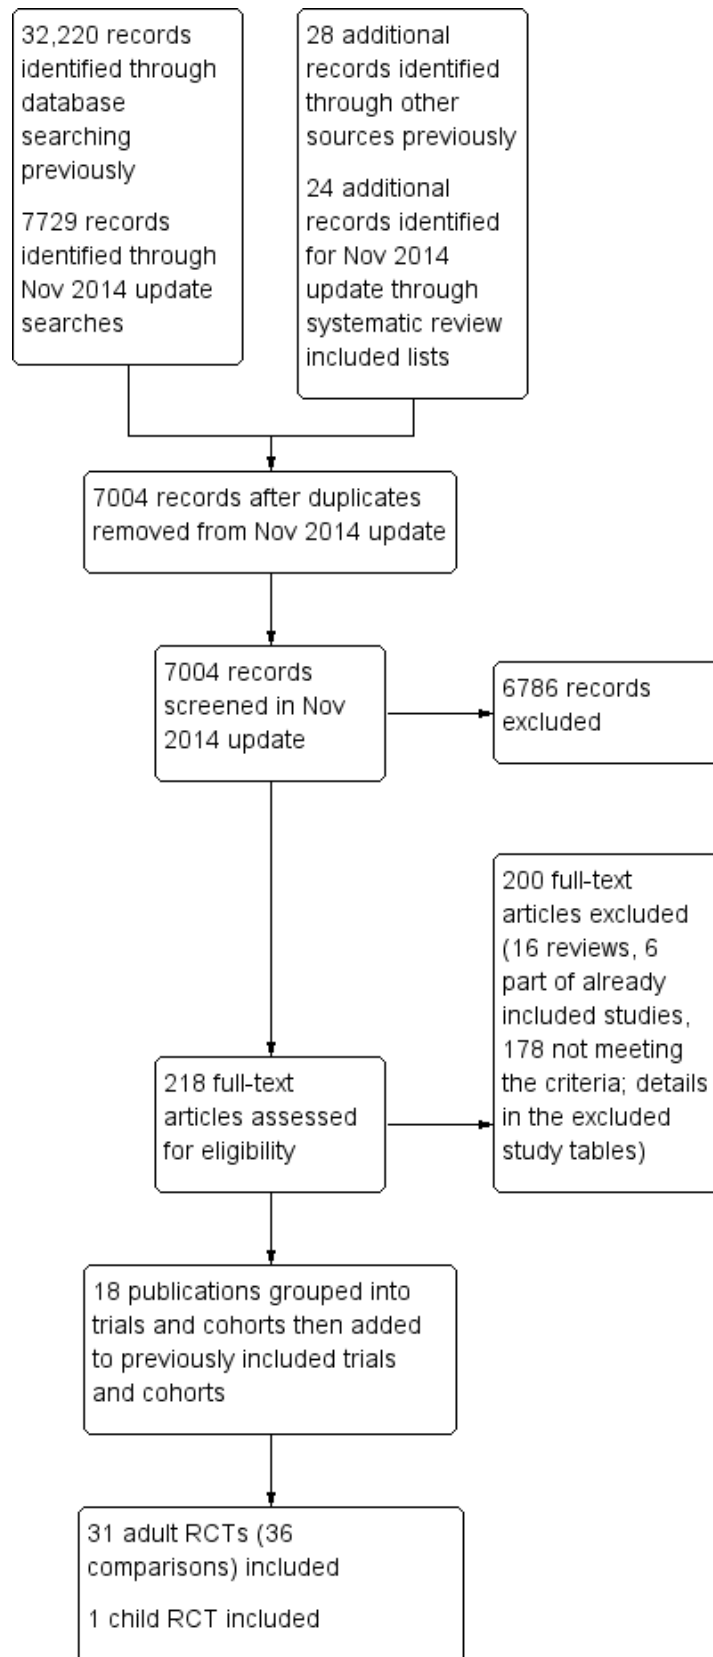 32,220 records
identified through
database
searching
previously
7729 records
identified through
Nov 2014 update
searches
28 additional
records identified
through other
sources previously
24 additional
records identified
for Nov 2014
update through
systematic review
included lists
7004 records after duplicates
removed from Nov 2014 update
7004 records
screened in Nov
2014 update
6786 records
excluded
200 full-text
articles excluded
(16 reviews, 6
part of already
included studies,
178 not meeting
the criteria; details
in the excluded
study tables)
218 full-text
articles assessed
for eligibility
18 publications grouped into
trials and cohorts then added
to previously included trials
and cohorts
31 adult RCTs (36
comparisons) included
1 child RCT included